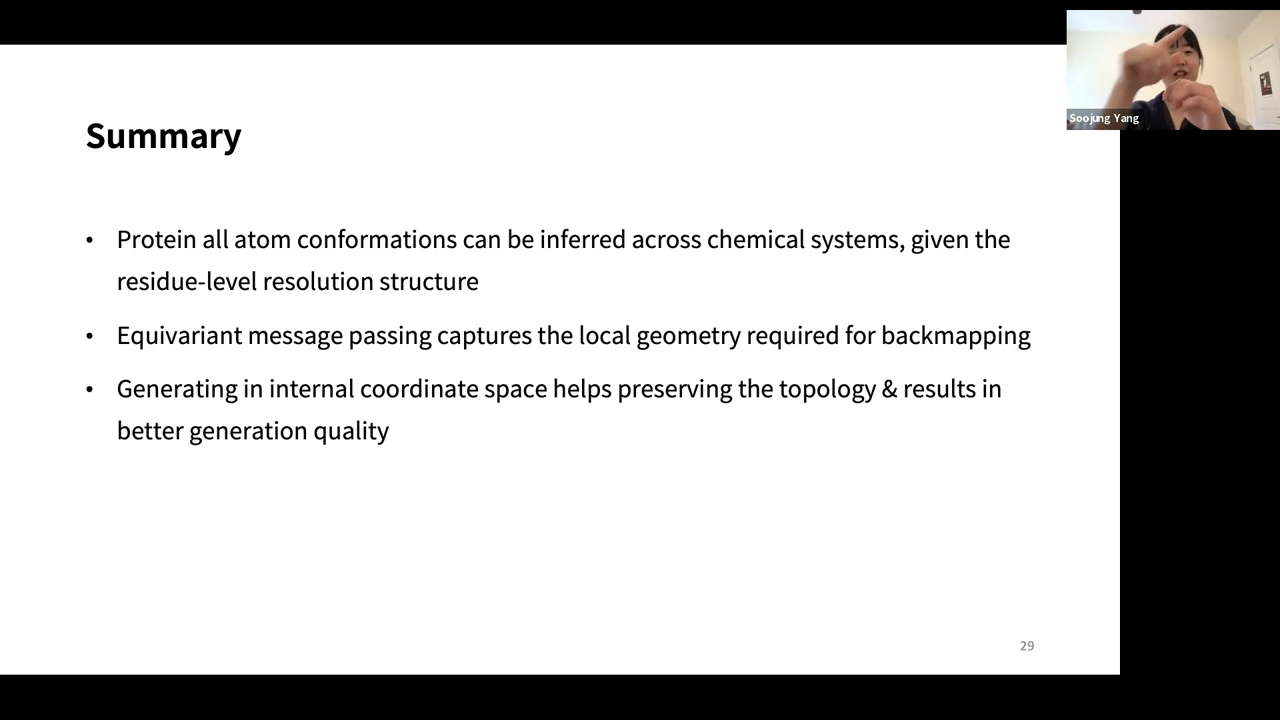 Soojung Yang
Summary
• Protein all atom conformations can be inferred across chemical systems, given the
residue-level resolution structure
• Equivariant message passing captures the local geometry required for backmapping
• Generating in internal coordinate space helps preserving the topology & results in
better generation quality
29